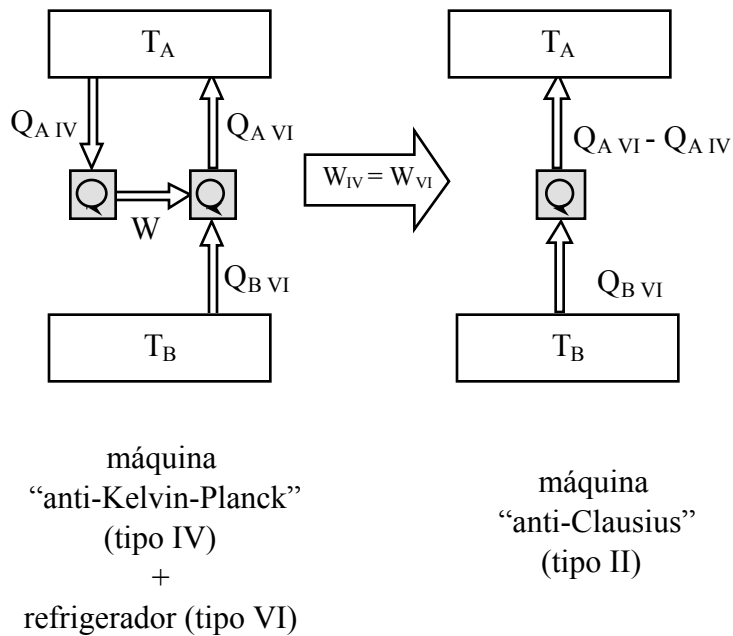 T_A
Q_A IV
Q_A VI
W
Q_B VI
T_B
W_IV = W_VI
T_A
Q_A VI - Q_A IV
Q_B VI
T_B
máquina
“anti-Kelvin-Planck”
(tipo IV)
+
refrigerador (tipo VI)
máquina
“anti-Clausius”
(tipo II)